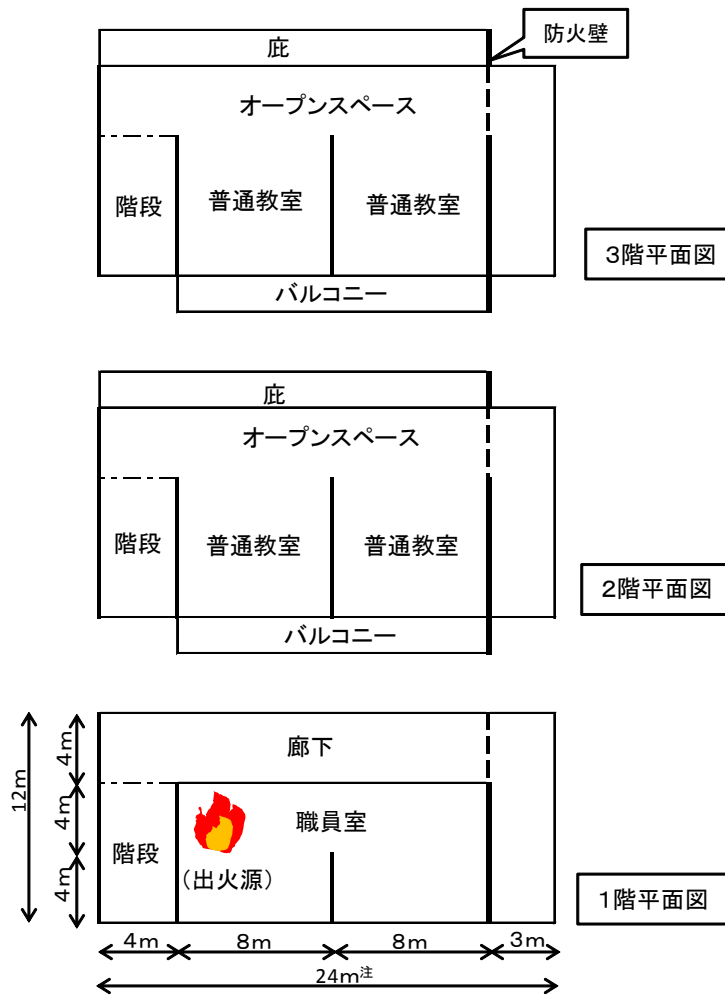 防火壁
庇
オープンスペース
階段
普通教室
普通教室
バルコニー
3階平面図
庇
オープンスペース
階段
普通教室
普通教室
バルコニー
2階平面図
12m
4m
4m
4m
廊下
職員室
階段
(出火源)
1階平面図
4m
8m
8m
3m
24m注